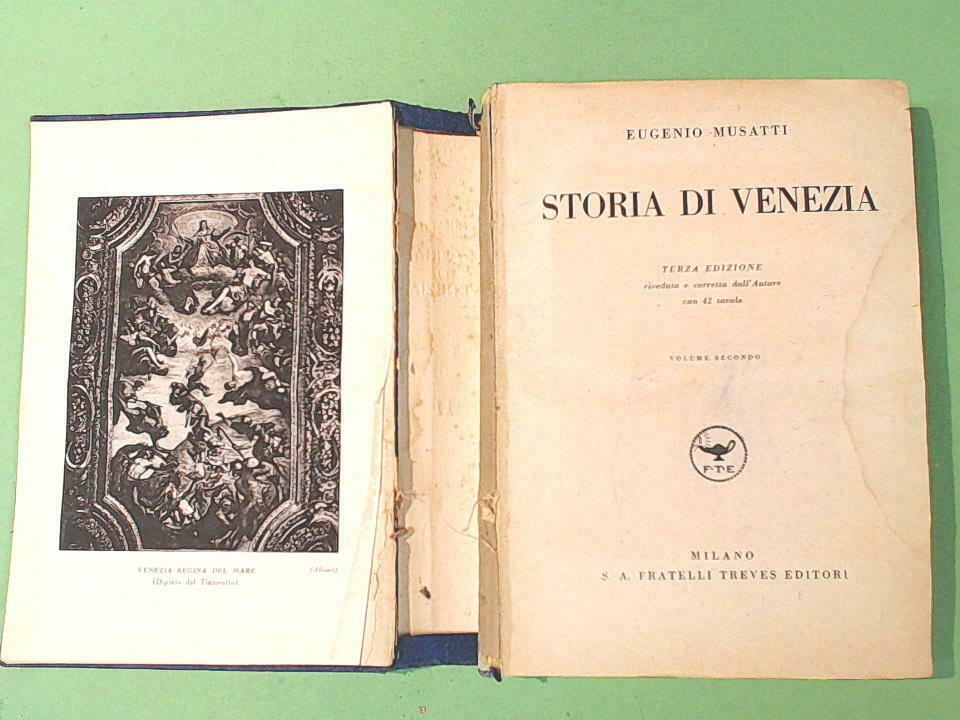 VENEZIA REGINA DEL MARE
(Dipinto del Tintoretto).
(Alinari)
EUGENIO MUSATTI
STORIA DI VENEZIA
TERZA EDIZIONE
riveduta e corretta dall'Autore
con 42 tavole
VOLUME SECONDO
F.T.E
MILANO
S. A. FRATELLI TREVES EDITORI